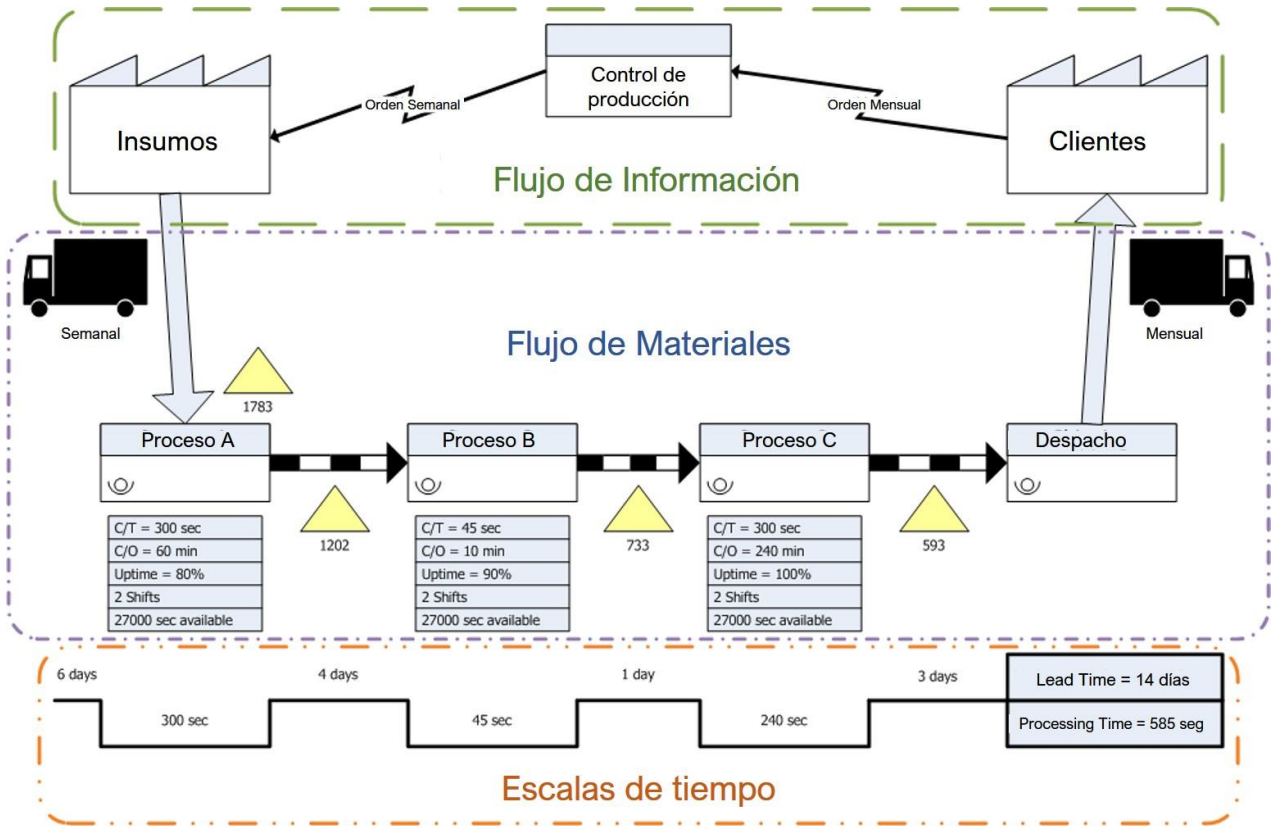 Control de
producción
Orden Semanal
Orden Mensual
Insumos
Clientes
Flujo de Información
Semanal
Mensual
Flujo de Materiales
1783
Proceso A
Proceso B
Proceso C
Despacho
1202
733
593
C/T = 300 sec
C/O = 60 min
Uptime = 80%
2 Shifts
27000 sec available
C/T = 45 sec
C/O = 10 min
Uptime = 90%
2 Shifts
27000 sec available
C/T = 300 sec
C/O = 240 min
Uptime = 100%
2 Shifts
27000 sec available
6 days
4 days
1 day
3 days
Lead Time = 14 días
300 sec
45 sec
240 sec
Processing Time = 585 seg
Escalas de tiempo